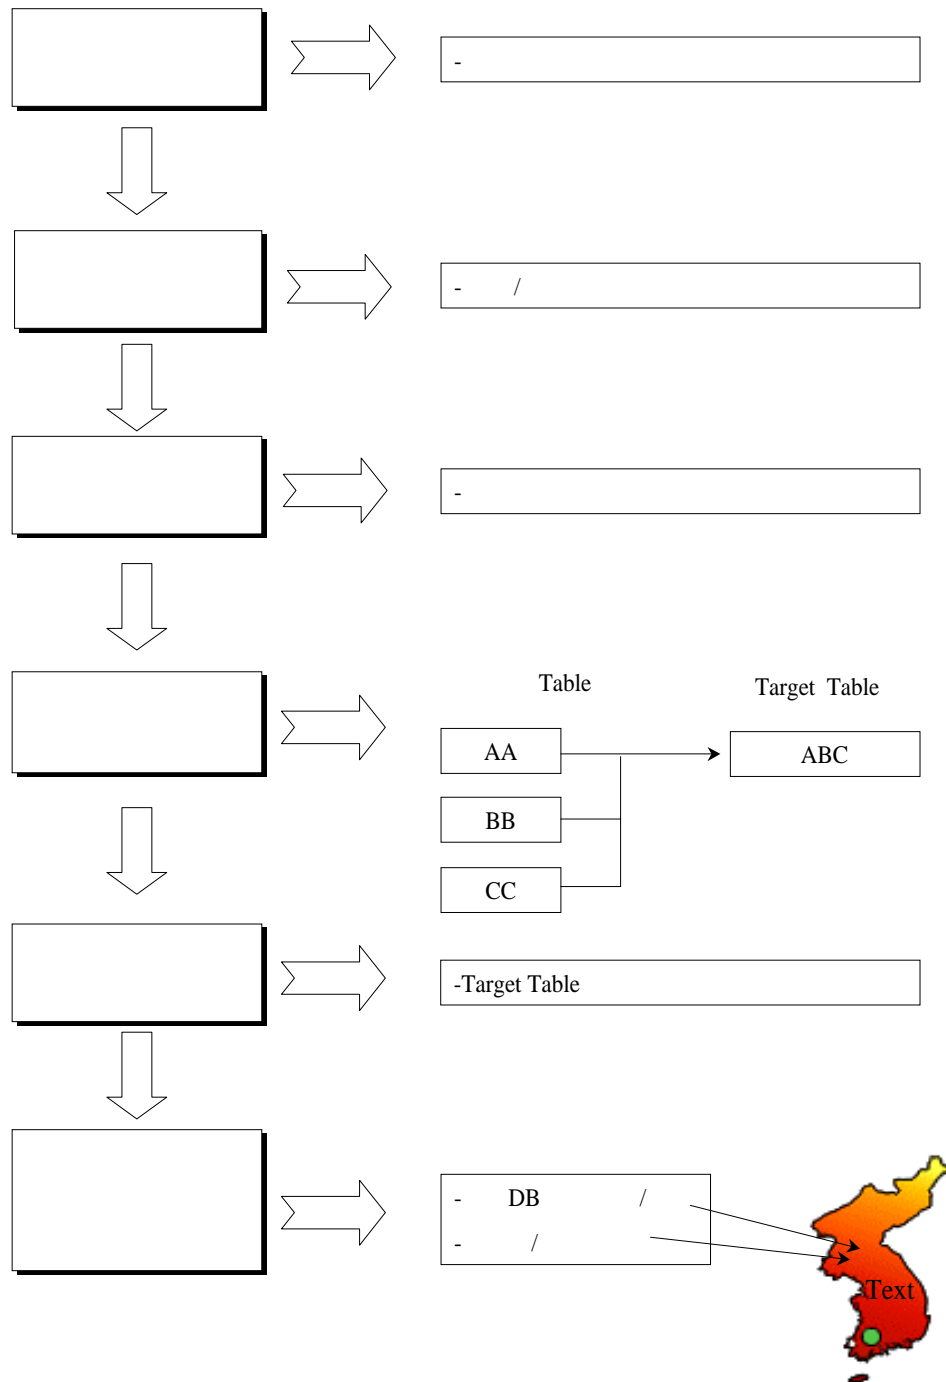 -
- /
-
Table Target Table
AA ABC
BB
CC
-Target Table
- DB /
- /
Text